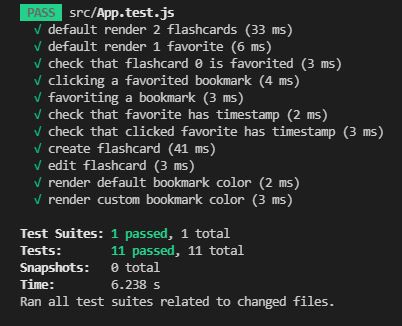 PASS src/App.test.js
√ default render 2 flashcards (33 ms)
√ default render 1 favorite (6 ms)
√ check that flashcard 0 is favorited (3 ms)
√ clicking a favorited bookmark (4 ms)
√ favoriting a bookmark (3 ms)
√ check that favorite has timestamp (2 ms)
√ check that clicked favorite has timestamp (3 ms)
√ create flashcard (41 ms)
√ edit flashcard (3 ms)
√ render default bookmark color (2 ms)
√ render custom bookmark color (3 ms)
Test Suites: 1 passed, 1 total
Tests: 11 passed, 11 total
Snapshots: 0 total
Time: 6.238 s
Ran all test suites related to changed files.